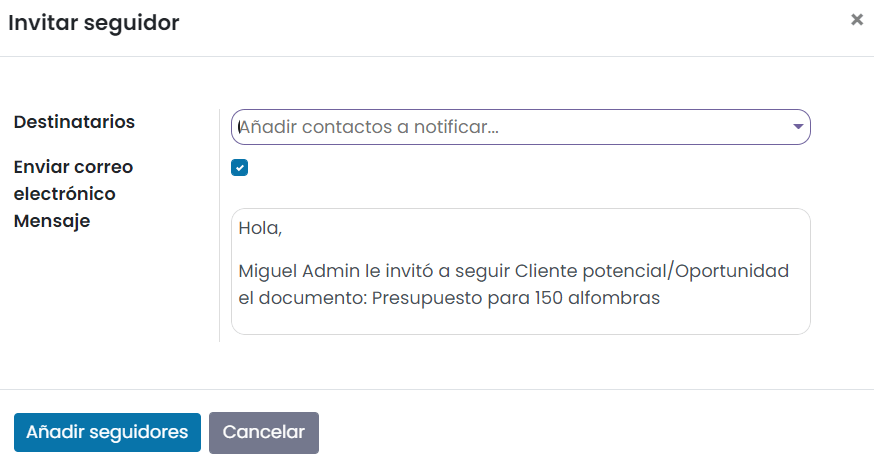 Invitar seguidor
Destinatarios
Añadir contactos a notificar...
Enviar correo
electrónico
Mensaje
Hola,
Miguel Admin le invitó a seguir Cliente potencial/Oportunidad
el documento: Presupuesto para 150 alfombras
Añadir seguidores
Cancelar